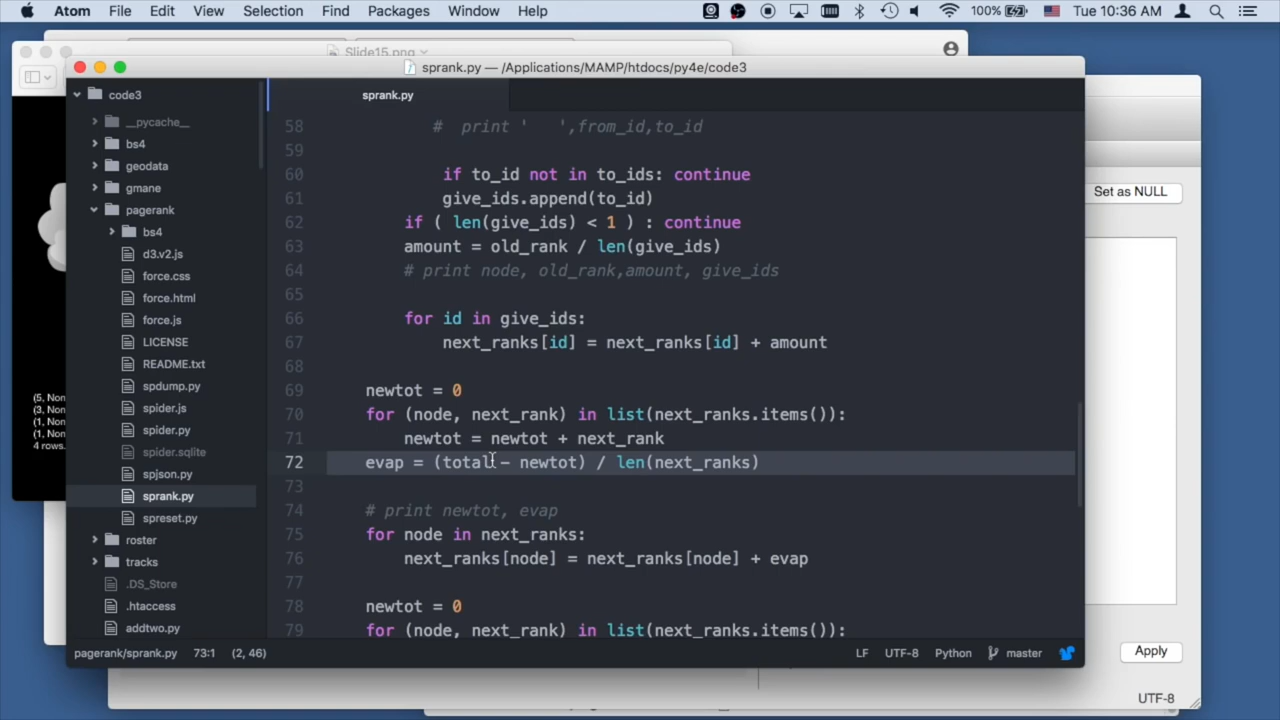 Atom File Edit View Selection Find Packages Window Help 100% Tue 10:36 AM
Slide15.png
sprank.py — /Applications/MAMP/htdocs/py4e/code3
code3
sprank.py
__pycache__
bs4
geodata
gmane
pagerank
bs4
d3.v2.js
force.css
force.html
force.js
LICENSE
README.txt
spdump.py
spider.js
spider.py
spider.sqlite
spjson.py
sprank.py
spreset.py
roster
tracks
.DS_Store
.htaccess
addtwo.py
58 # print '   ',from_id,to_id
59
60 if to_id not in to_ids: continue
61 give_ids.append(to_id)
62 if ( len(give_ids) < 1 ) : continue
63 amount = old_rank / len(give_ids)
64 # print node, old_rank,amount, give_ids
65
66 for id in give_ids:
67 next_ranks[id] = next_ranks[id] + amount
68
69 newtot = 0
70 for (node, next_rank) in list(next_ranks.items()):
71 newtot = newtot + next_rank
72 evap = (total - newtot) / len(next_ranks)
73
74 # print newtot, evap
75 for node in next_ranks:
76 next_ranks[node] = next_ranks[node] + evap
77
78 newtot = 0
79 for (node, next_rank) in list(next_ranks.items()):
Set as NULL
(5, Non
(3, Non
(1, Non
(1, Non
4 rows.
pagerank/sprank.py 73:1 (2, 46) LF UTF-8 Python master
Apply
UTF-8